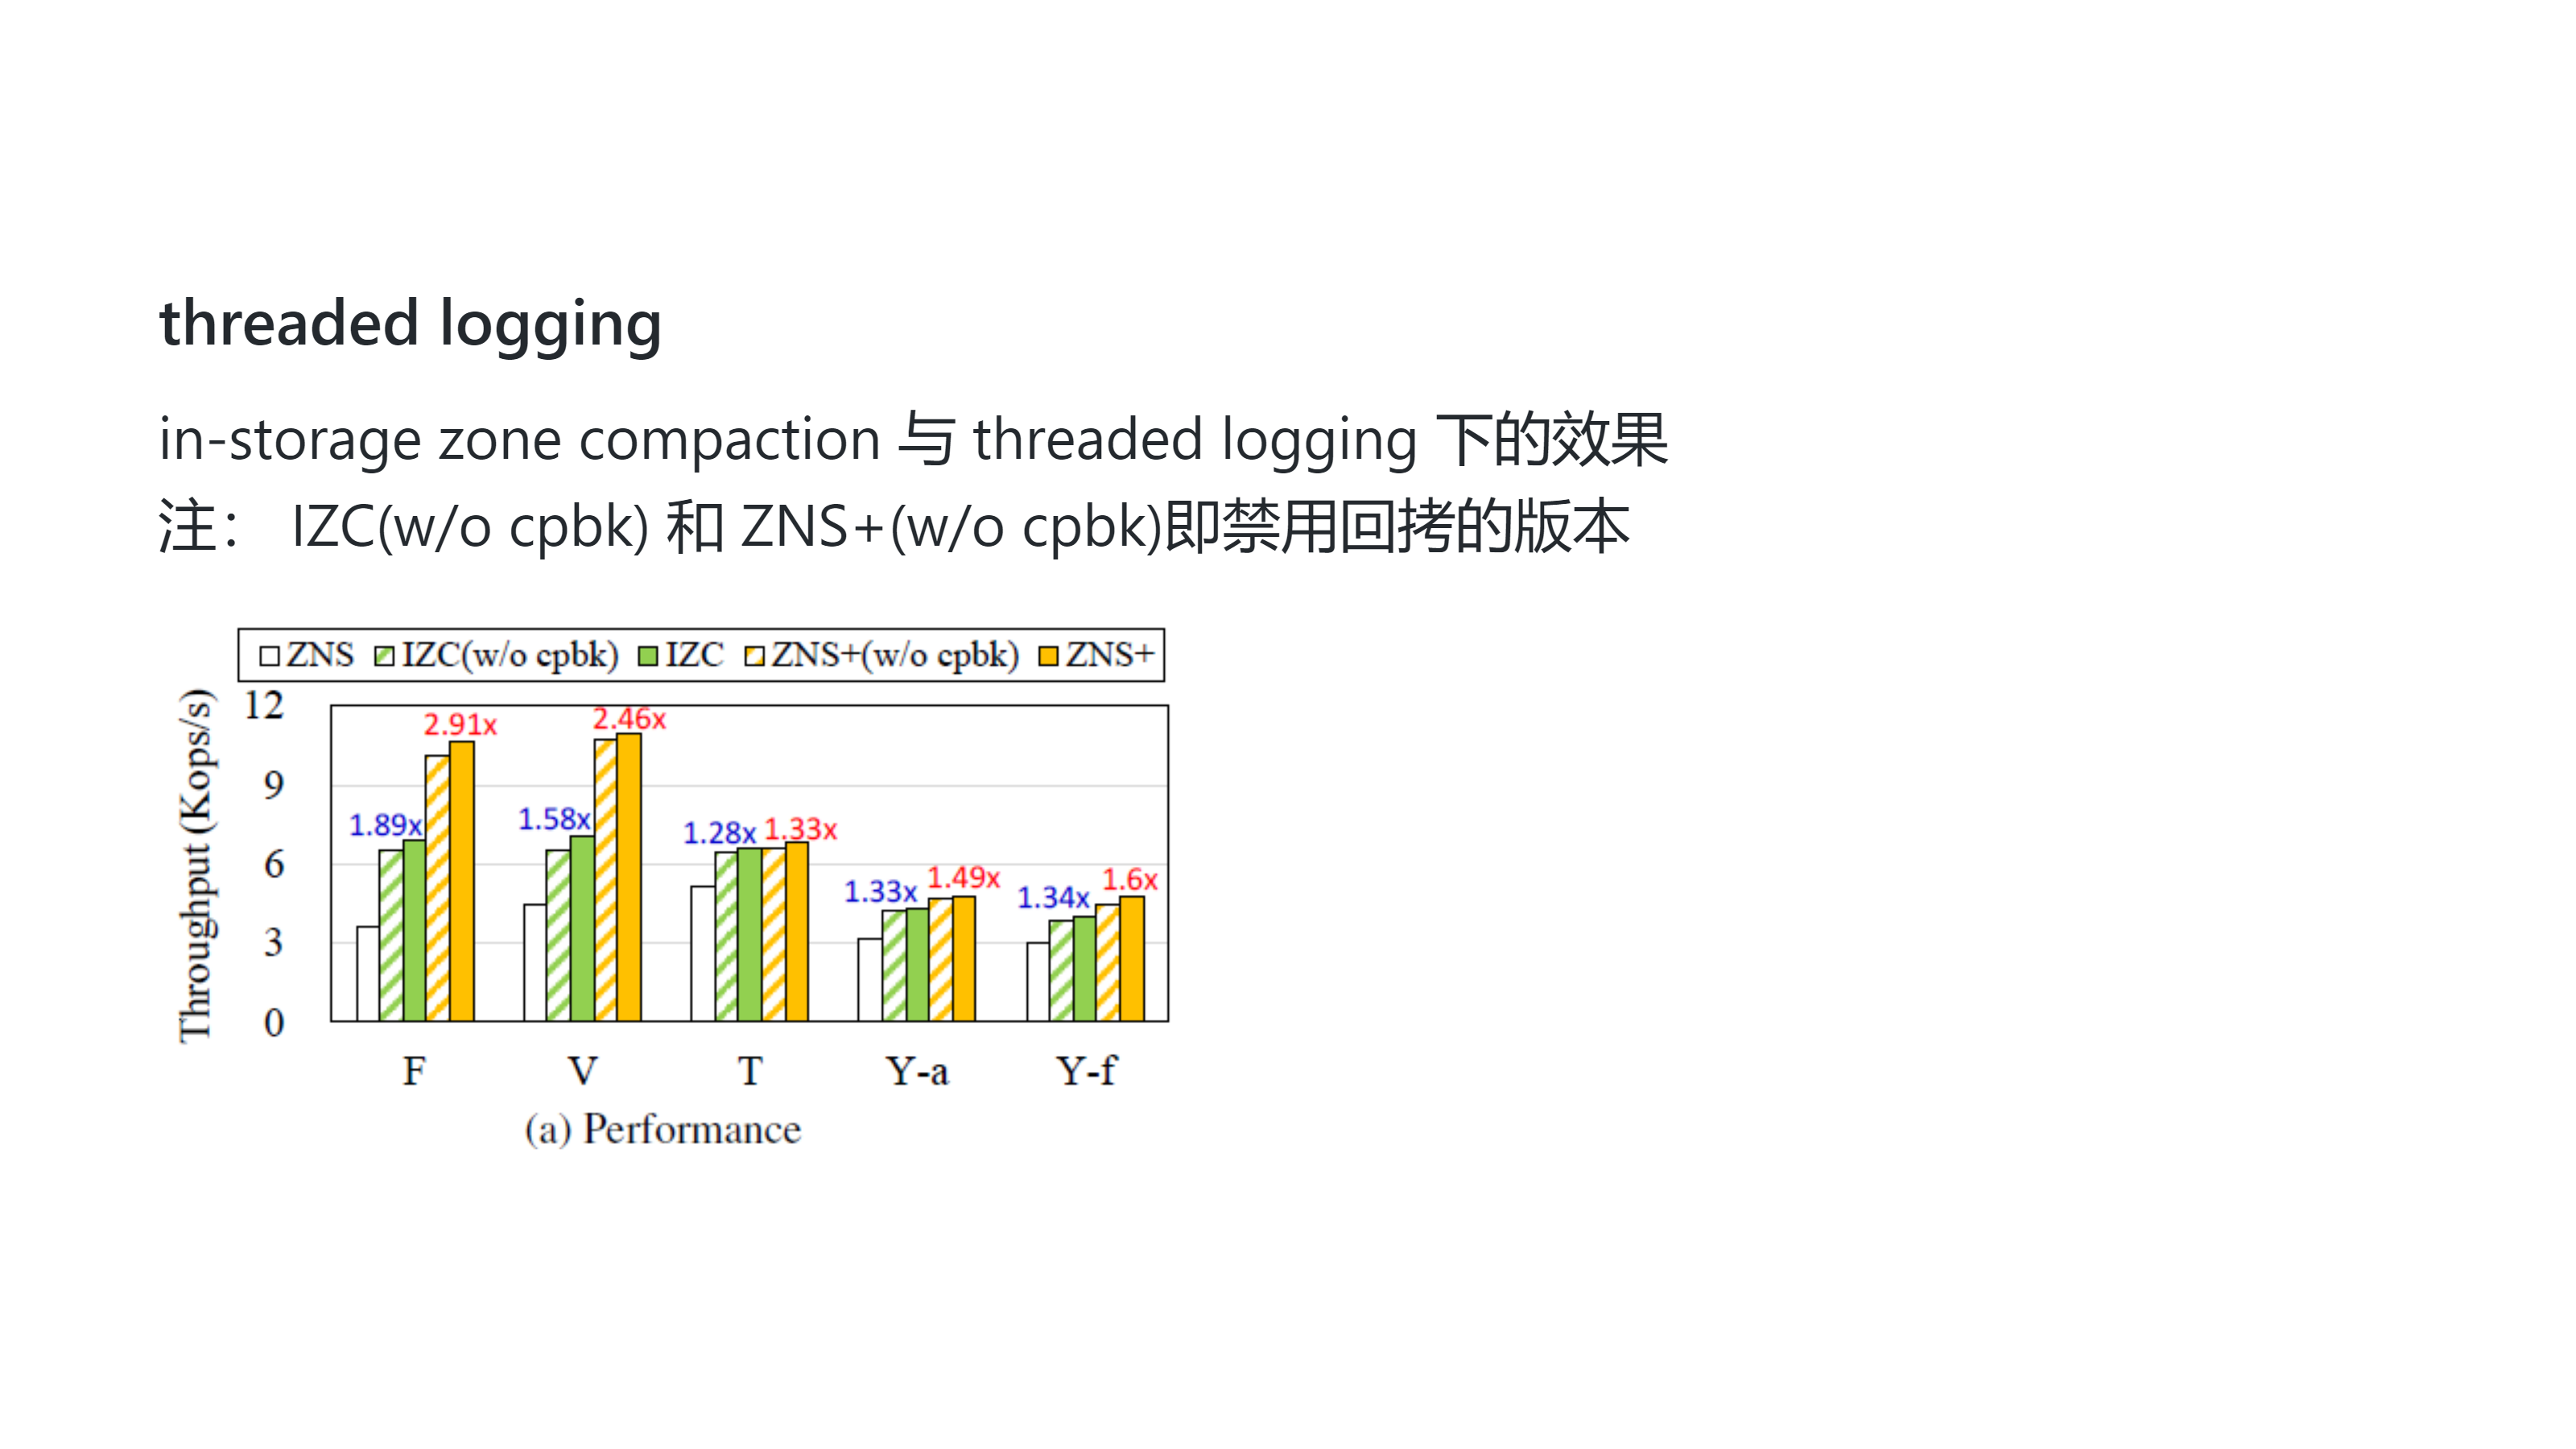 threaded logging
in-storage zone compaction 与 threaded logging 下的效果
注： IZC(w/o cpbk) 和 ZNS+(w/o cpbk)即禁用回拷的版本
ZNS IZC(w/o cpbk) IZC ZNS+(w/o cpbk) ZNS+
Throughput (Kops/s)
12
9
6
3
0
1.89x 2.91x
1.58x 2.46x
1.28x 1.33x
1.33x 1.49x
1.34x 1.6x
F V T Y-a Y-f
(a) Performance